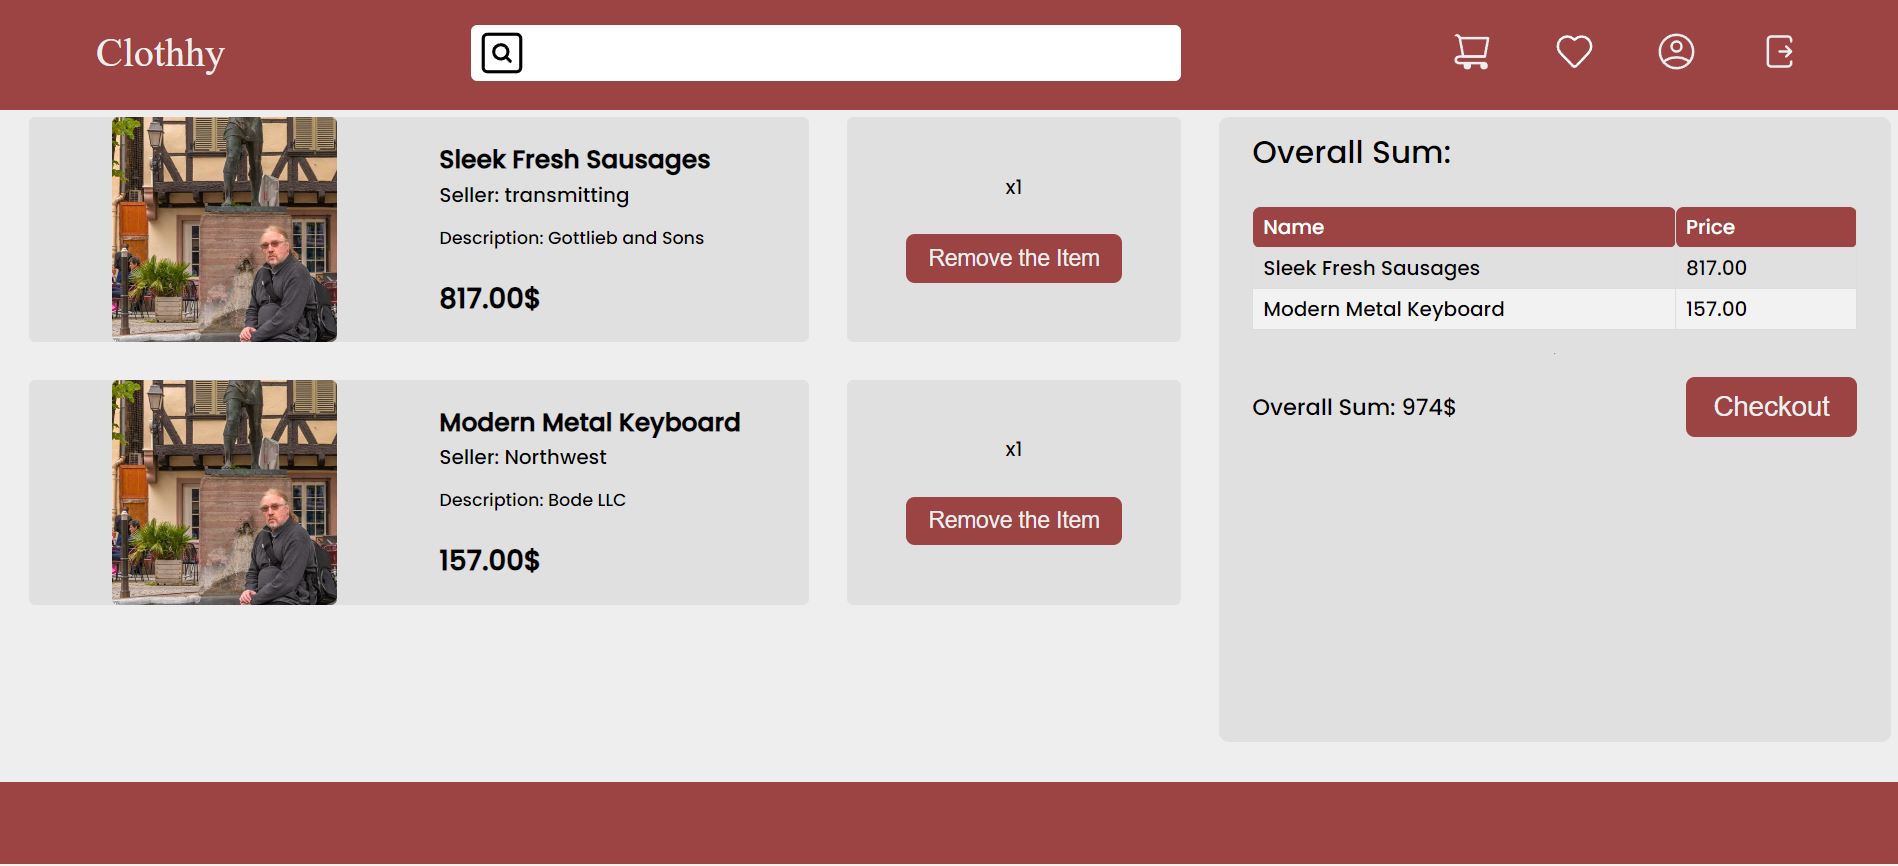 Clothhy
Sleek Fresh Sausages
Seller: transmitting
Description: Gottlieb and Sons
817.00$
x1
Remove the Item
Modern Metal Keyboard
Seller: Northwest
Description: Bode LLC
157.00$
x1
Remove the Item
Overall Sum:
Name Price
Sleek Fresh Sausages 817.00
Modern Metal Keyboard 157.00
Overall Sum: 974$
Checkout